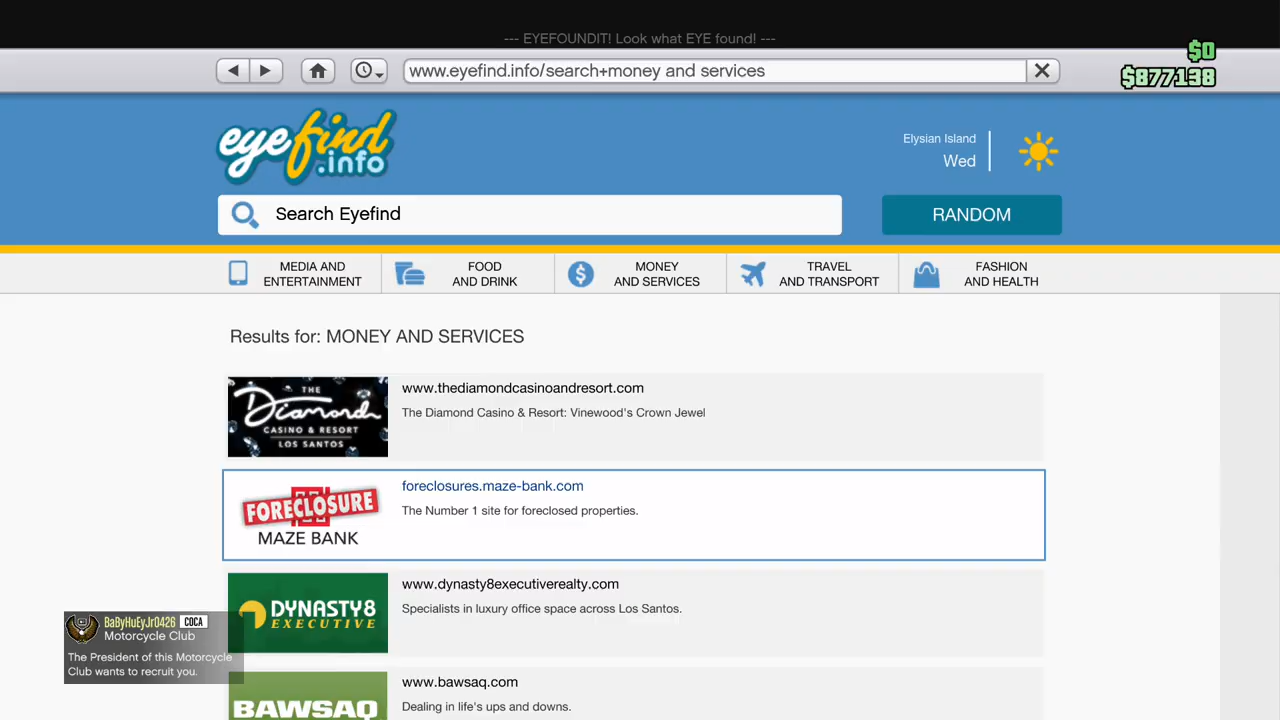 --- EYEFOUNDIT! Look what EYE found! ---
$0
www.eyefind.info/search+money and services
$877,138
eyefind
.info
Elysian Island
Wed
Search Eyefind
RANDOM
MEDIA AND
ENTERTAINMENT
FOOD
AND DRINK
MONEY
AND SERVICES
TRAVEL
AND TRANSPORT
FASHION
AND HEALTH
Results for: MONEY AND SERVICES
THE
Diamond
CASINO & RESORT
LOS SANTOS
www.thediamondcasinoandresort.com
The Diamond Casino & Resort: Vinewood's Crown Jewel
FORECLOSURE
MAZE BANK
foreclosures.maze-bank.com
The Number 1 site for foreclosed properties.
DYNASTY8
EXECUTIVE
www.dynasty8executiverealty.com
Specialists in luxury office space across Los Santos.
BaByHuEyJr0426 COCA
Motorcycle Club
The President of this Motorcycle
Club wants to recruit you.
BAWSAQ
www.bawsaq.com
Dealing in life's ups and downs.